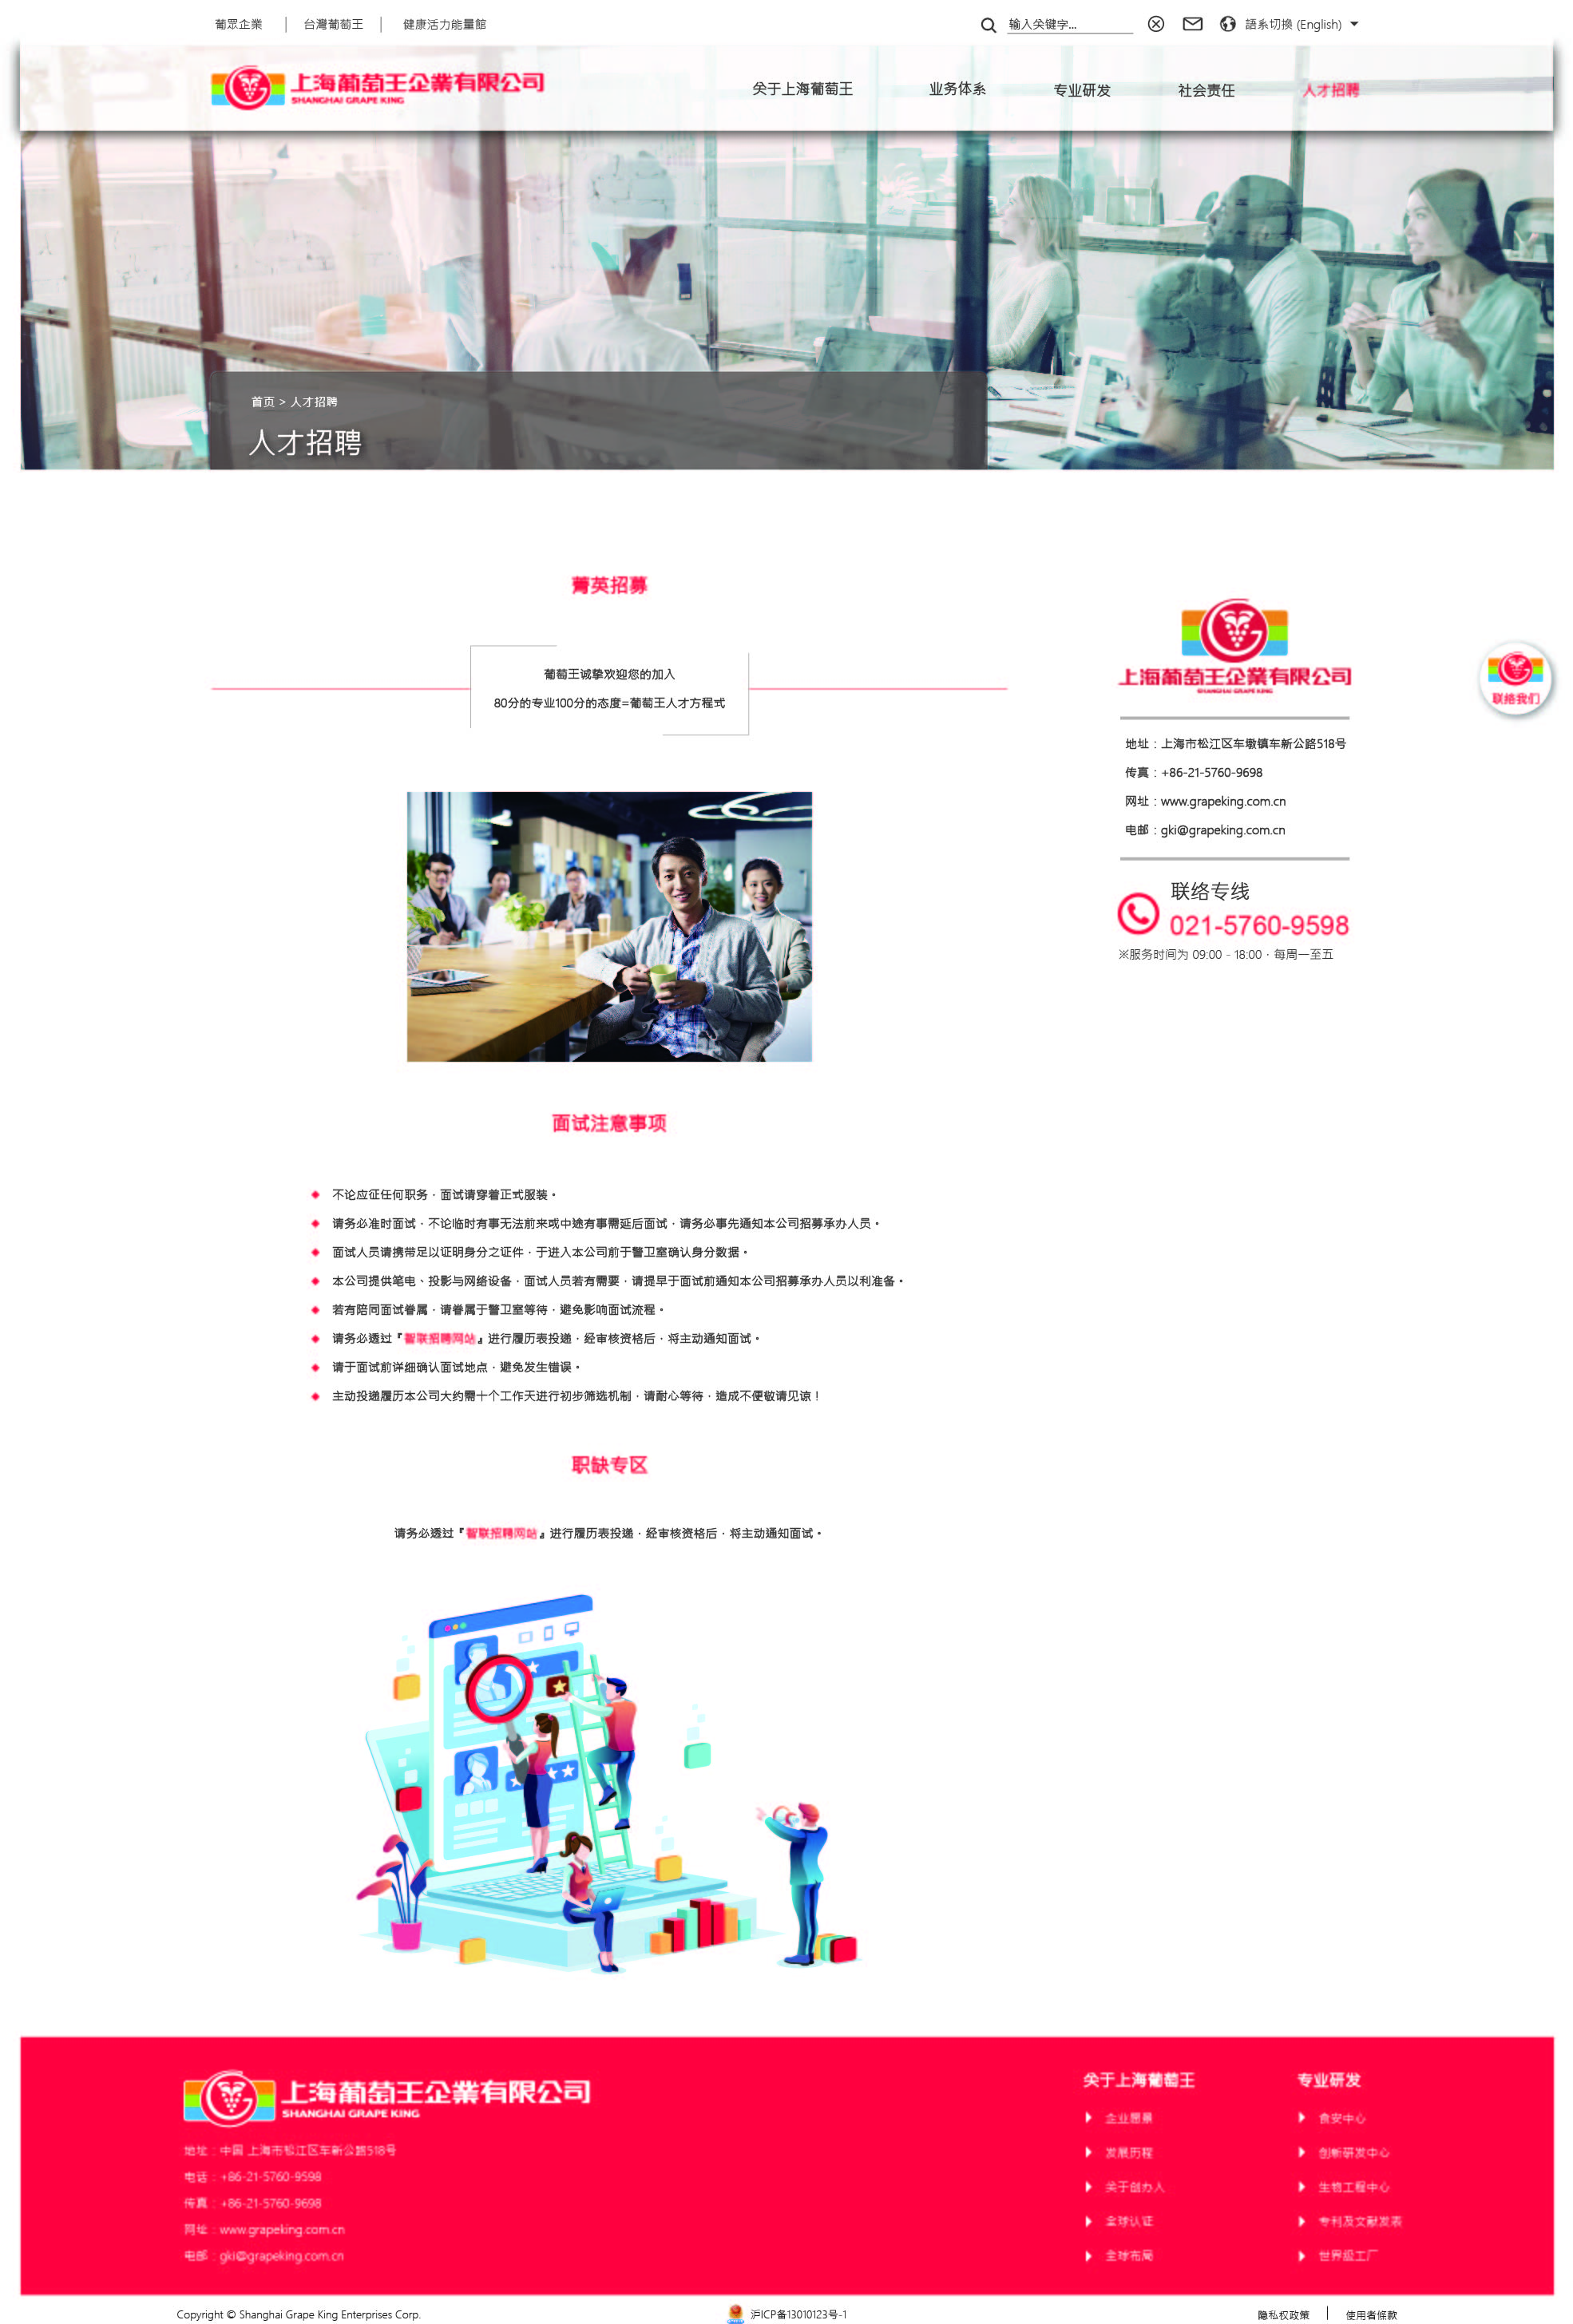 葡眾企業 | 台灣葡萄王 | 健康活力能量館
输入关键字...
語系切換 (English)
上海葡萄王企業有限公司
SHANGHAI GRAPE KING
关于上海葡萄王 业务体系 专业研发 社会责任 人才招聘
首页 > 人才招聘
人才招聘
菁英招募
葡萄王诚挚欢迎您的加入
80分的专业100分的态度=葡萄王人才方程式
上海葡萄王企業有限公司
SHANGHAI GRAPE KING
地址：上海市松江区车墩镇车新公路518号
传真：+86-21-5760-9698
网址：www.grapeking.com.cn
电邮：gki@grapeking.com.cn
联络专线
021-5760-9598
※服务时间为 09:00 - 18:00，每周一至五
联络我们
面试注意事项
不论应征任何职务，面试请穿着正式服装。
请务必准时面试，不论临时有事无法前来或中途有事需延后面试，请务必事先通知本公司招募承办人员。
面试人员请携带足以证明身分之证件，于进入本公司前于警卫室确认身分数据。
本公司提供笔电、投影与网络设备，面试人员若有需要，请提早于面试前通知本公司招募承办人员以利准备。
若有陪同面试眷属，请眷属于警卫室等待，避免影响面试流程。
请务必透过『智联招聘网站』进行履历表投递，经审核资格后，将主动通知面试。
请于面试前详细确认面试地点，避免发生错误。
主动投递履历本公司大约需十个工作天进行初步筛选机制，请耐心等待，造成不便敬请见谅！
职缺专区
请务必透过『智联招聘网站』进行履历表投递，经审核资格后，将主动通知面试。
上海葡萄王企業有限公司
SHANGHAI GRAPE KING
地址：中国 上海市松江区车新公路518号
电话：+86-21-5760-9598
传真：+86-21-5760-9698
网址：www.grapeking.com.cn
电邮：gki@grapeking.com.cn
关于上海葡萄王
企业愿景
发展历程
关于创办人
全球认证
全球布局
专业研发
食安中心
创新研发中心
生物工程中心
专利及文献发表
世界级工厂
Copyright © Shanghai Grape King Enterprises Corp.
沪ICP备13010123号-1
隐私权政策 | 使用者條款